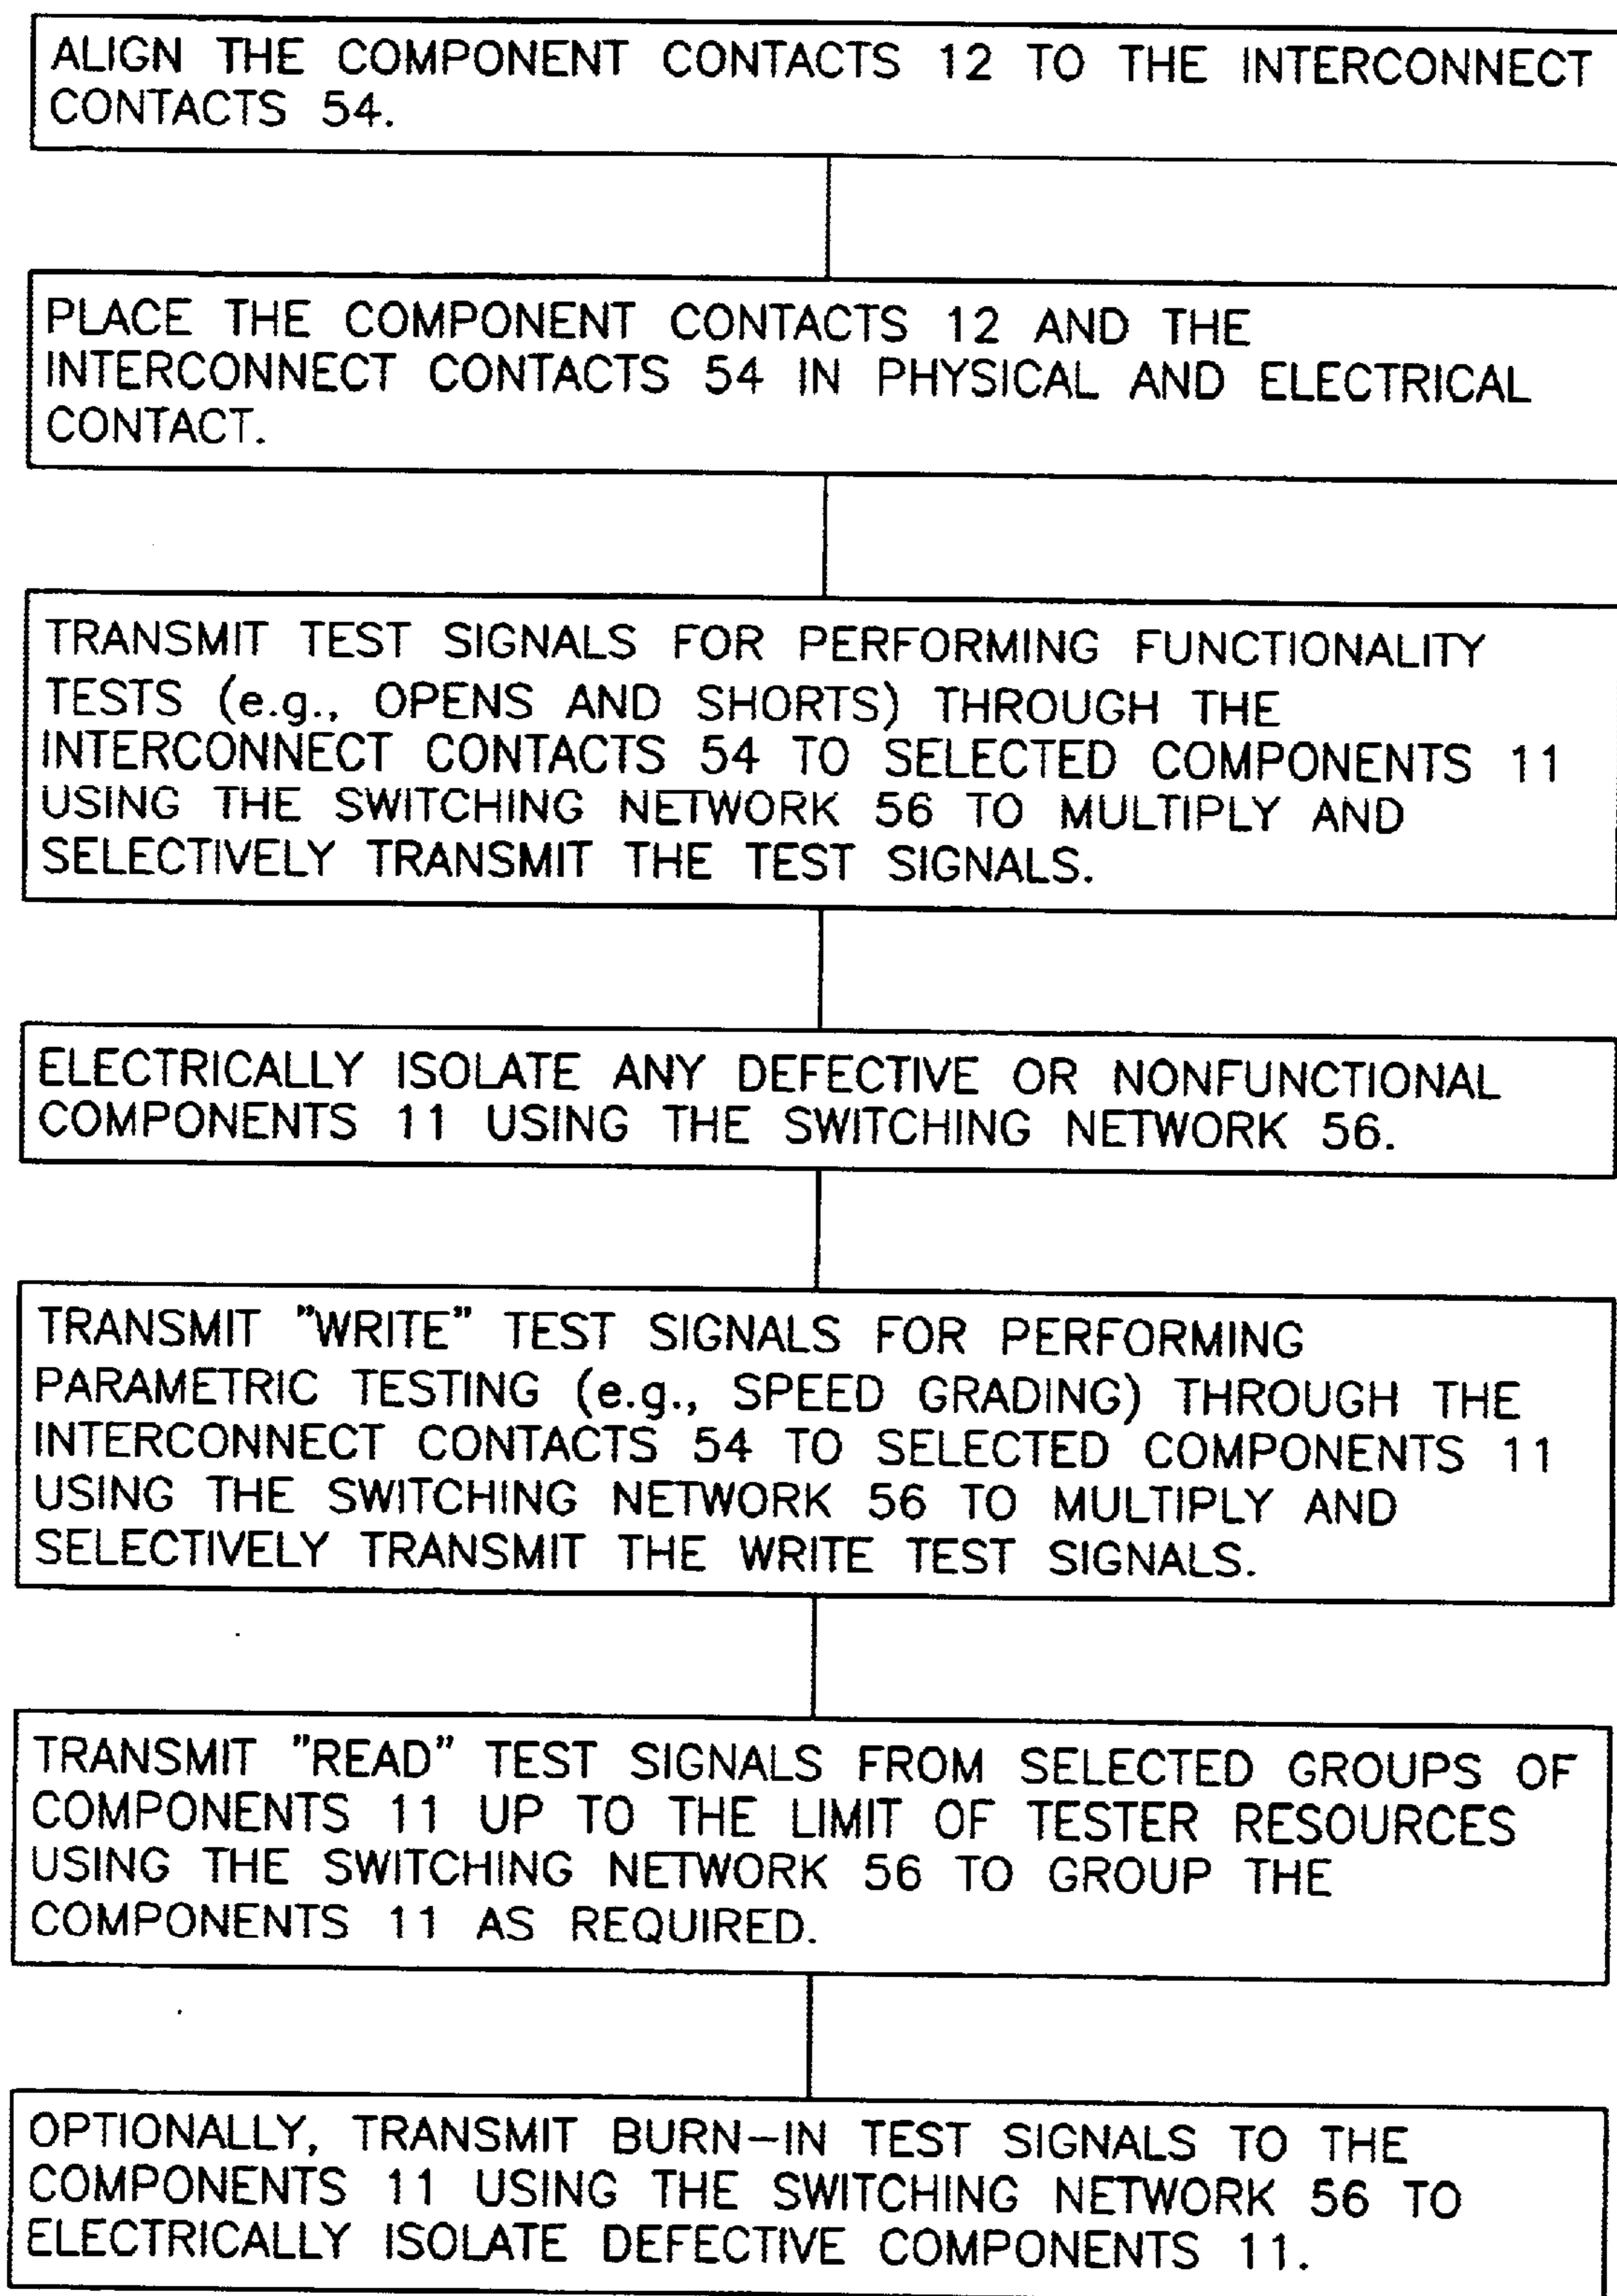 ALIGN THE COMPONENT CONTACTS 12 TO THE INTERCONNECT
CONTACTS 54.
PLACE THE COMPONENT CONTACTS 12 AND THE
INTERCONNECT CONTACTS 54 IN PHYSICAL AND ELECTRICAL
CONTACT.
TRANSMIT TEST SIGNALS FOR PERFORMING FUNCTIONALITY
TESTS (e.g., OPENS AND SHORTS) THROUGH THE
INTERCONNECT CONTACTS 54 TO SELECTED COMPONENTS 11
USING THE SWITCHING NETWORK 56 TO MULTIPLY AND
SELECTIVELY TRANSMIT THE TEST SIGNALS.
ELECTRICALLY ISOLATE ANY DEFECTIVE OR NONFUNCTIONAL
COMPONENTS 11 USING THE SWITCHING NETWORK 56.
TRANSMIT "WRITE" TEST SIGNALS FOR PERFORMING
PARAMETRIC TESTING (e.g., SPEED GRADING) THROUGH THE
INTERCONNECT CONTACTS 54 TO SELECTED COMPONENTS 11
USING THE SWITCHING NETWORK 56 TO MULTIPLY AND
SELECTIVELY TRANSMIT THE WRITE TEST SIGNALS.
TRANSMIT "READ" TEST SIGNALS FROM SELECTED GROUPS OF
COMPONENTS 11 UP TO THE LIMIT OF TESTER RESOURCES
USING THE SWITCHING NETWORK 56 TO GROUP THE
COMPONENTS 11 AS REQUIRED.
OPTIONALLY, TRANSMIT BURN-IN TEST SIGNALS TO THE
COMPONENTS 11 USING THE SWITCHING NETWORK 56 TO
ELECTRICALLY ISOLATE DEFECTIVE COMPONENTS 11.